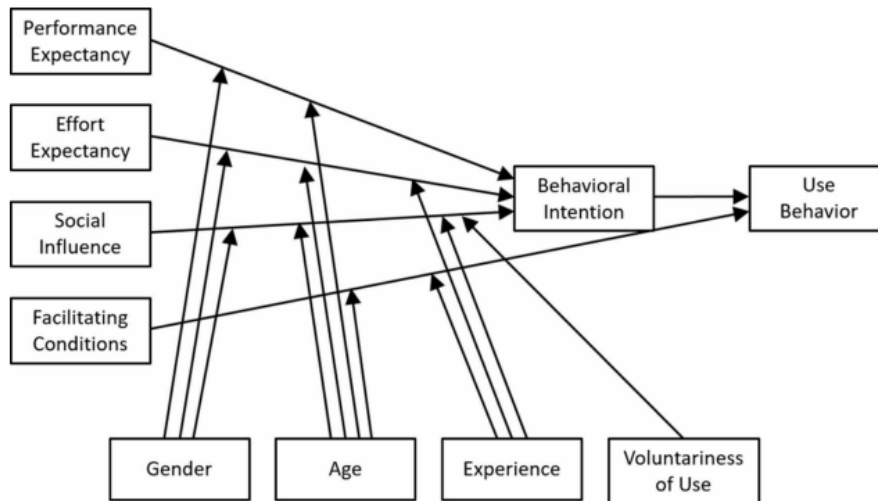 Performance
Expectancy
Effort
Expectancy
Social
Influence
Facilitating
Conditions
Behavioral
Intention
Use
Behavior
Gender
Age
Experience
Voluntariness
of Use